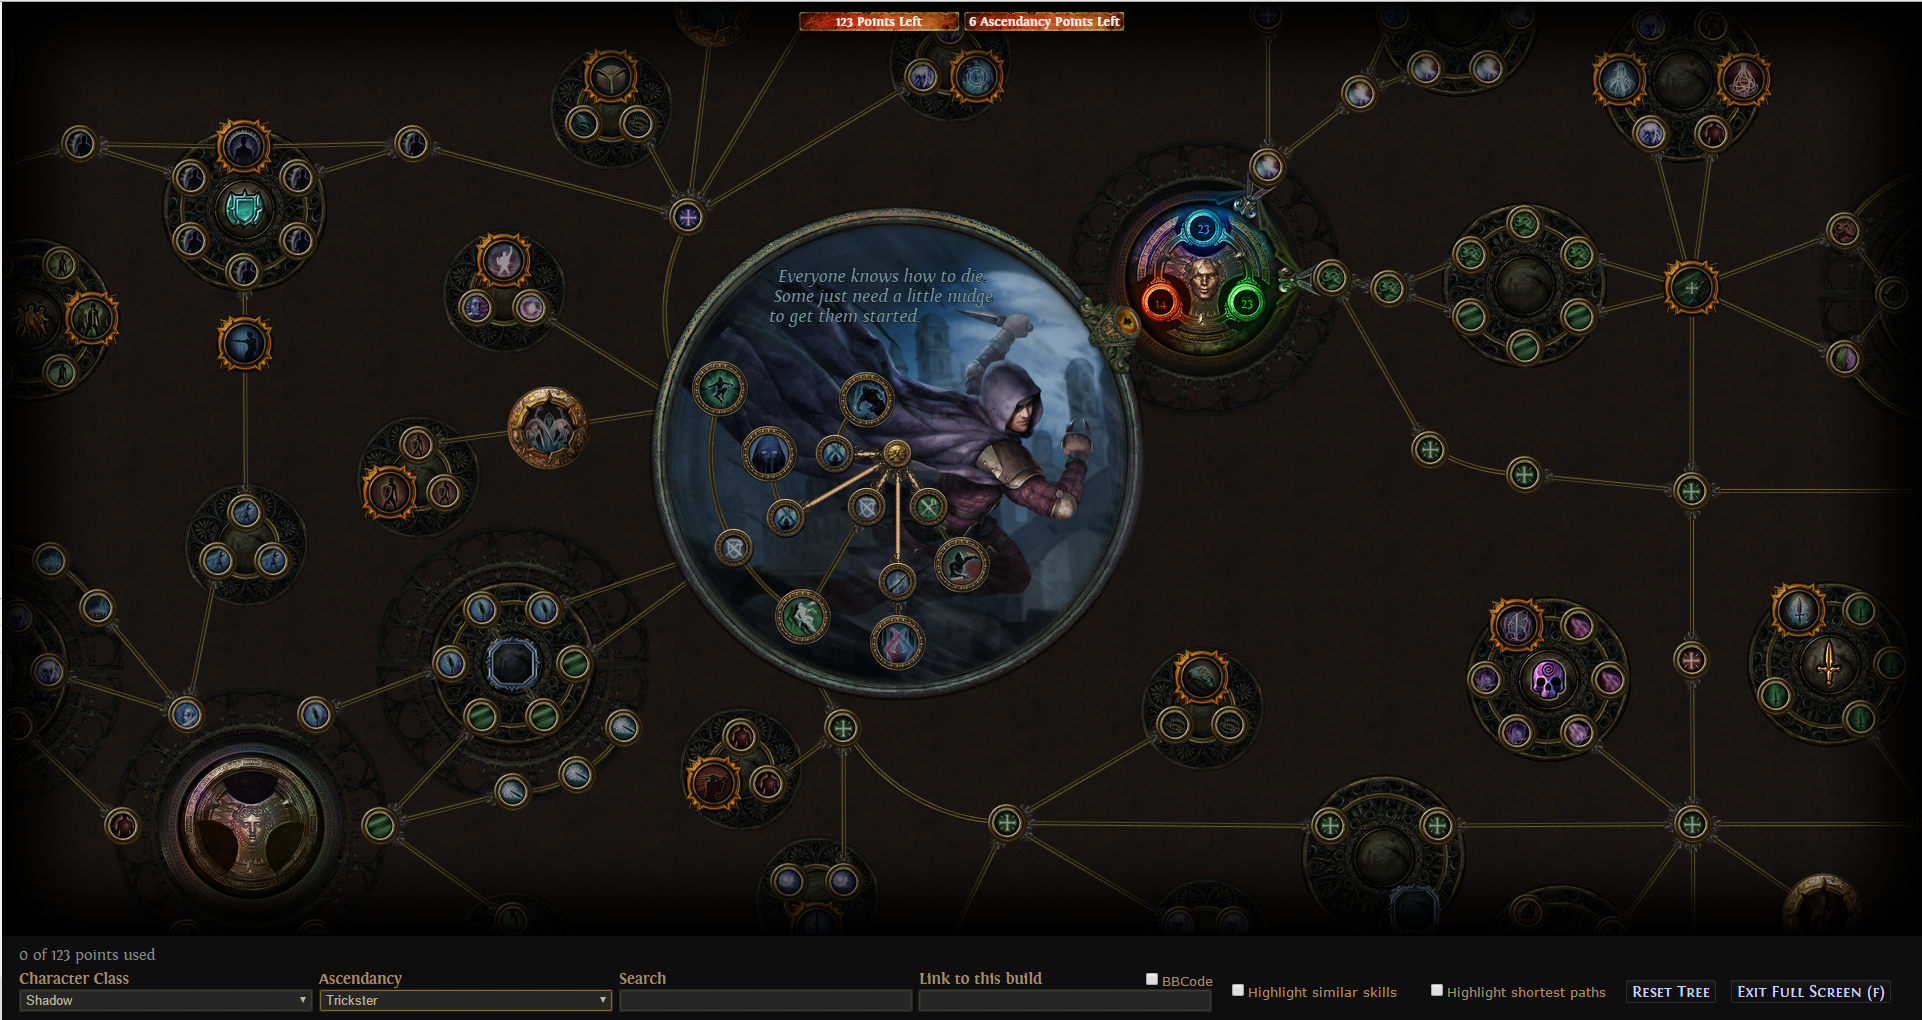 123 Points Left
6 Ascendancy Points Left
Everyone knows how to die.
Some just need a little nudge
to get them started.
23
14
23
0 of 123 points used
Character Class
Ascendancy
Search
Link to this build
BBCode
Shadow
Trickster
Highlight similar skills
Highlight shortest paths
Reset Tree
Exit Full Screen (F)